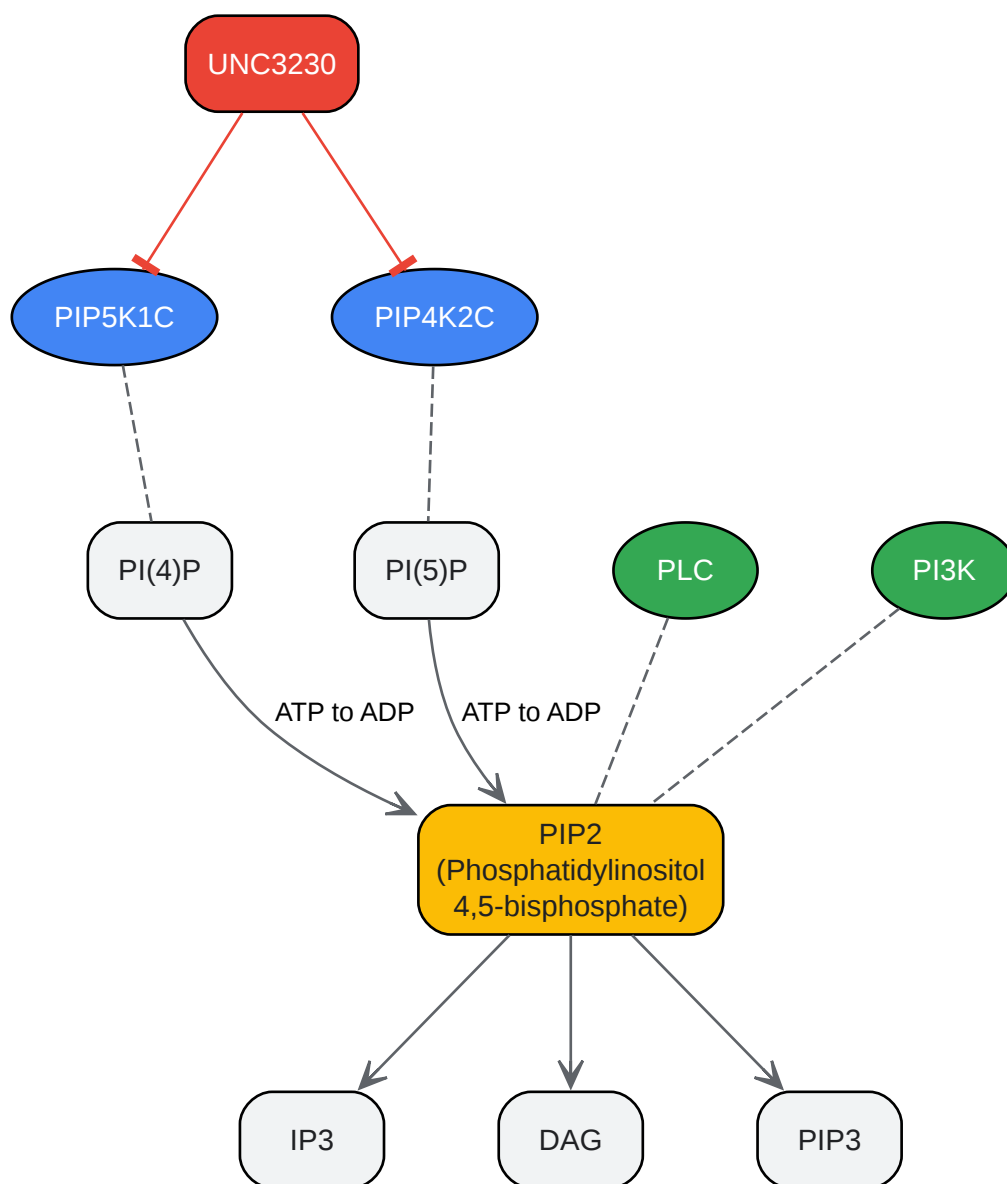 UNC3230
PIP5K1C
PIP4K2C
PI(4)P
PI(5)P
PLC
PI3K
ATP to ADP
ATP to ADP
PIP2
(Phosphatidylinositol
4,5-bisphosphate)
IP3
DAG
PIP3